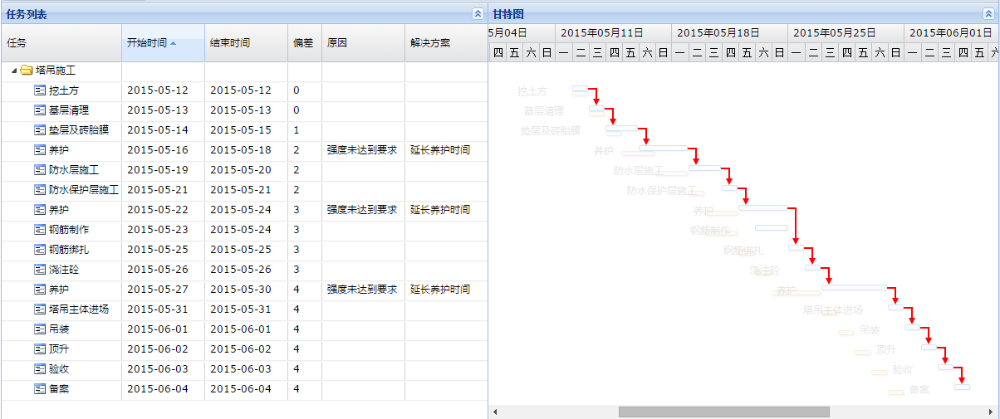 任务列表
任务 开始时间 结束时间 偏差 原因 解决方案
塔吊施工
挖土方 2015-05-12 2015-05-12 0
基层清理 2015-05-13 2015-05-13 0
垫层及砖胎膜 2015-05-14 2015-05-15 1
养护 2015-05-16 2015-05-18 2 强度未达到要求 延长养护时间
防水层施工 2015-05-19 2015-05-20 2
防水保护层施工 2015-05-21 2015-05-21 2
养护 2015-05-22 2015-05-24 3 强度未达到要求 延长养护时间
钢筋制作 2015-05-23 2015-05-24 3
钢筋绑扎 2015-05-25 2015-05-25 3
浇注砼 2015-05-26 2015-05-26 3
养护 2015-05-27 2015-05-30 4 强度未达到要求 延长养护时间
塔吊主体进场 2015-05-31 2015-05-31 4
吊装 2015-06-01 2015-06-01 4
顶升 2015-06-02 2015-06-02 4
验收 2015-06-03 2015-06-03 4
备案 2015-06-04 2015-06-04 4
甘特图
5月04日 2015年05月11日 2015年05月18日 2015年05月25日 2015年06月01日
四 五 六 日 一 二 三 四 五 六 日 一 二 三 四 五 六 日 一 二 三 四 五 六 日 一 二 三 四 五 六
挖土方
基层清理
垫层及砖胎膜
养护
防水层施工
防水保护层施工
养护
钢筋制作
钢筋绑扎
浇注砼
养护
塔吊主体进场
吊装
顶升
验收
备案